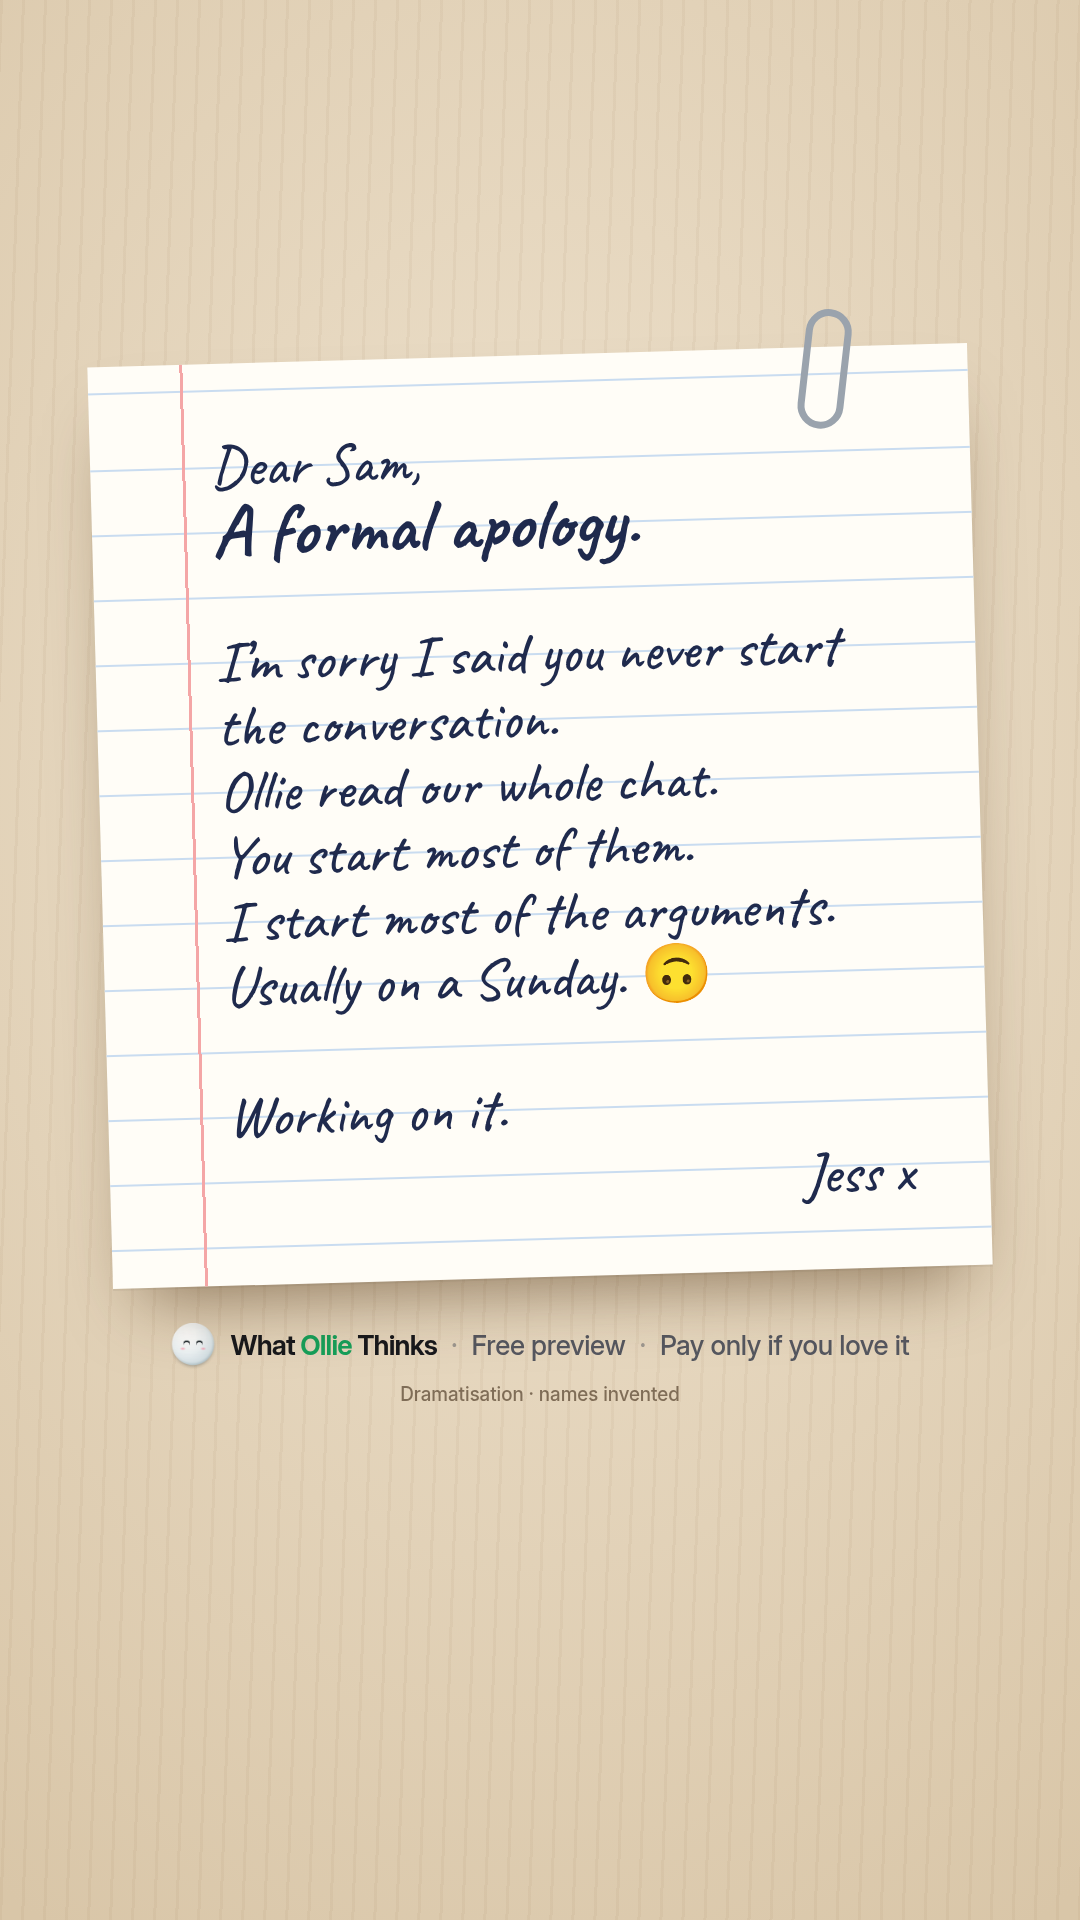 Dear Sam,
A formal apology.
I'm sorry I said you never start
the conversation.
Ollie read our whole chat.
You start most of them.
I start most of the arguments.
Usually on a Sunday. 🙃
Working on it.
Jess x
What Ollie Thinks · Free preview · Pay only if you love it
Dramatisation · names invented